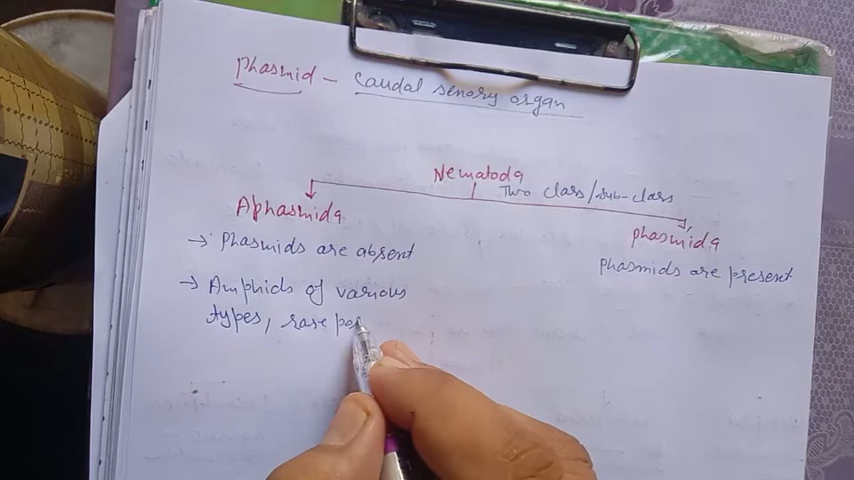 Phasmid - Caudal sensory organ
Nematoda
Two class/sub-class
Aphasmida
Phasmida
→ Phasmids are absent
Phasmids are present
→ Amphids of various
types, rare po